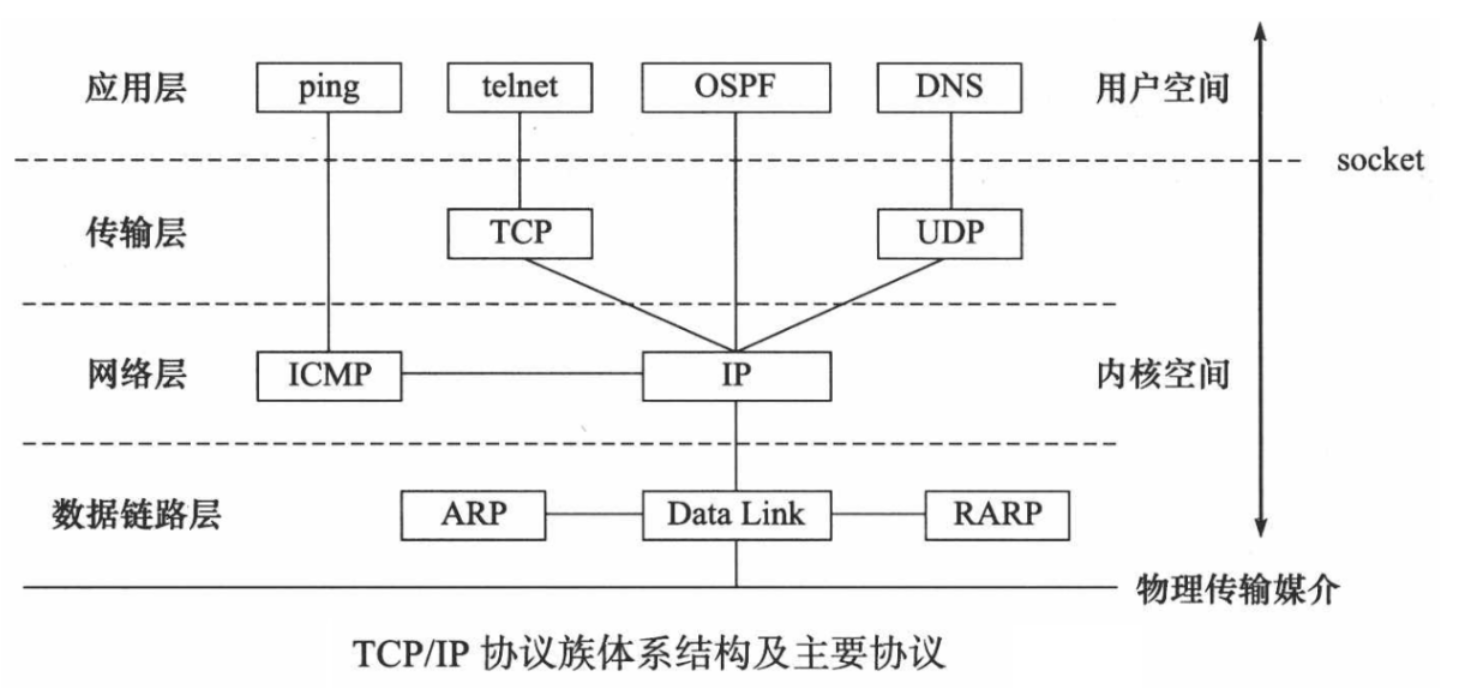 应用层 ping telnet OSPF DNS 用户空间
socket
传输层 TCP UDP
网络层 ICMP IP 内核空间
数据链路层 ARP Data Link RARP
物理传输媒介
TCP/IP 协议族体系结构及主要协议